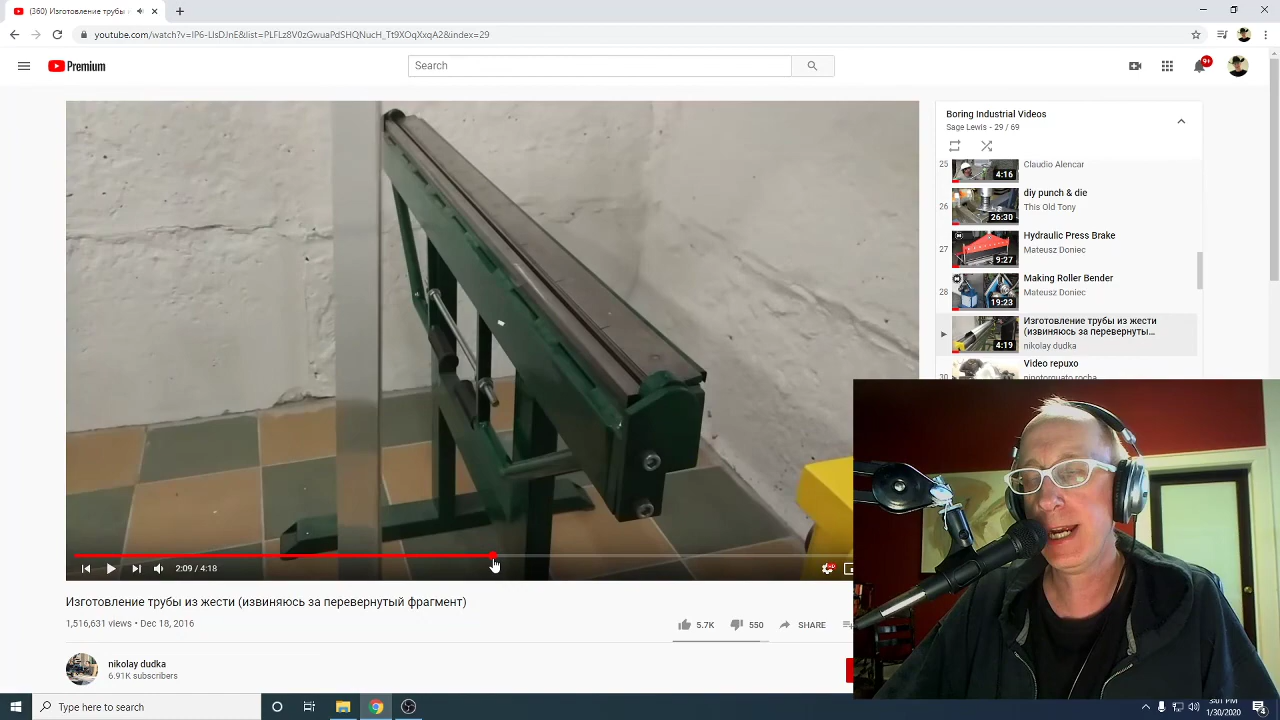 (360) Изготовление трубы
youtube.com/watch?v=IP6-LlsDJnE&list=PLFLz8V0zGwuaPdSHQNucH_Tt9XOqXxqA2&index=29
Premium
Search
9+
Boring Industrial Videos
Sage Lewis - 29 / 69
25
Claudio Alencar
4:16
26
diy punch & die
This Old Tony
26:30
27
Hydraulic Press Brake
Mateusz Doniec
9:27
28
Making Roller Bender
Mateusz Doniec
19:23
Изготовление трубы из жести
(извиняюсь за перевернуты...
nikolay dudka
4:19
30
Video repuxo
2:09 / 4:18
Изготовление трубы из жести (извиняюсь за перевернутый фрагмент)
1,516,631 views • Dec 18, 2016
5.7K
550
SHARE
nikolay dudka
6.91K subscribers
Type here to search
3:01 PM
1/30/2020